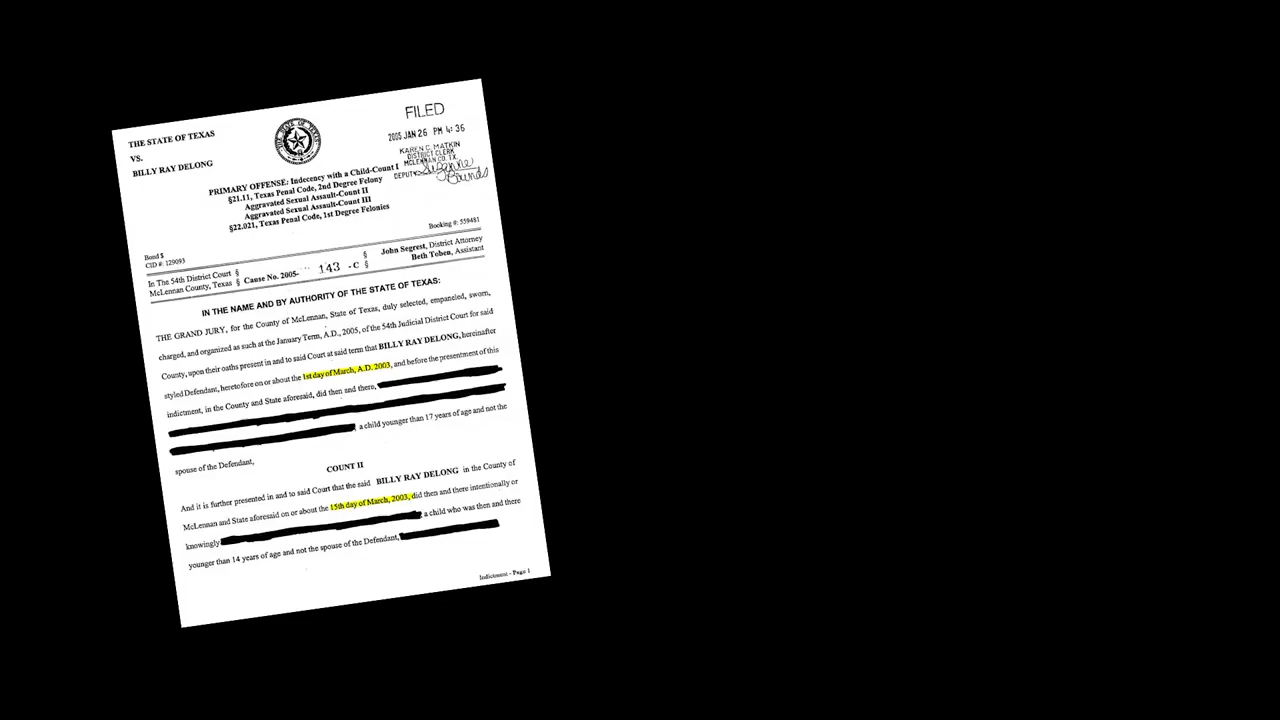 THE STATE OF TEXAS
VS.
BILLY RAY DELONG
THE STATE OF TEXAS
FILED
2005 JAN 26 PM 4:36
KAREN C. MATKIN
DISTRICT CLERK
MCLENNAN CO. TX.
DEPUTY Suzanne
Bounds
PRIMARY OFFENSE: Indecency with a Child-Count I
§21.11, Texas Penal Code, 2nd Degree Felony
Aggravated Sexual Assault-Count II
Aggravated Sexual Assault-Count III
§22.021, Texas Penal Code, 1st Degree Felonies
Booking #: 559481
Bond $
CID #: 129093
In The 54th District Court §
McLennan County, Texas §
Cause No. 2005- 143 -C
§
§
John Segrest, District Attorney
Beth Toben, Assistant
IN THE NAME AND BY AUTHORITY OF THE STATE OF TEXAS:
THE GRAND JURY, for the County of McLennan, State of Texas, duly selected, empaneled, sworn,
charged, and organized as such at the January Term, A.D., 2005, of the 54th Judicial District Court for said
County, upon their oaths present in and to said Court at said term that BILLY RAY DELONG, hereinafter
styled Defendant, heretofore on or about the 1st day of March, A.D. 2003, and before the presentment of this
indictment, in the County and State aforesaid, did then and there,
, a child younger than 17 years of age and not the
spouse of the Defendant,
COUNT II
And it is further presented in and to said Court that the said BILLY RAY DELONG in the County of
McLennan and State aforesaid on or about the 15th day of March, 2003, did then and there intentionally or
knowingly a child who was then and there
younger than 14 years of age and not the spouse of the Defendant,
Indictment - Page 1